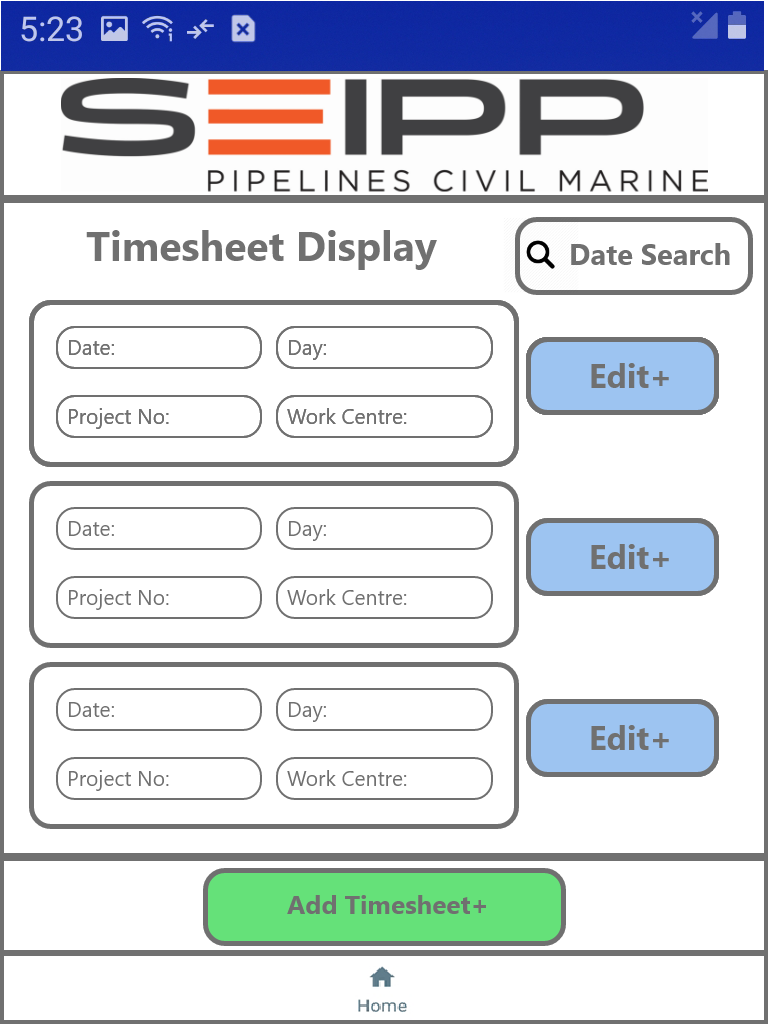 5:23
SEIPP
PIPELINES CIVIL MARINE
Timesheet Display
Date Search
Date: Day:
Edit+
Project No: Work Centre:
Date: Day:
Edit+
Project No: Work Centre:
Date: Day:
Edit+
Project No: Work Centre:
Add Timesheet+
Home